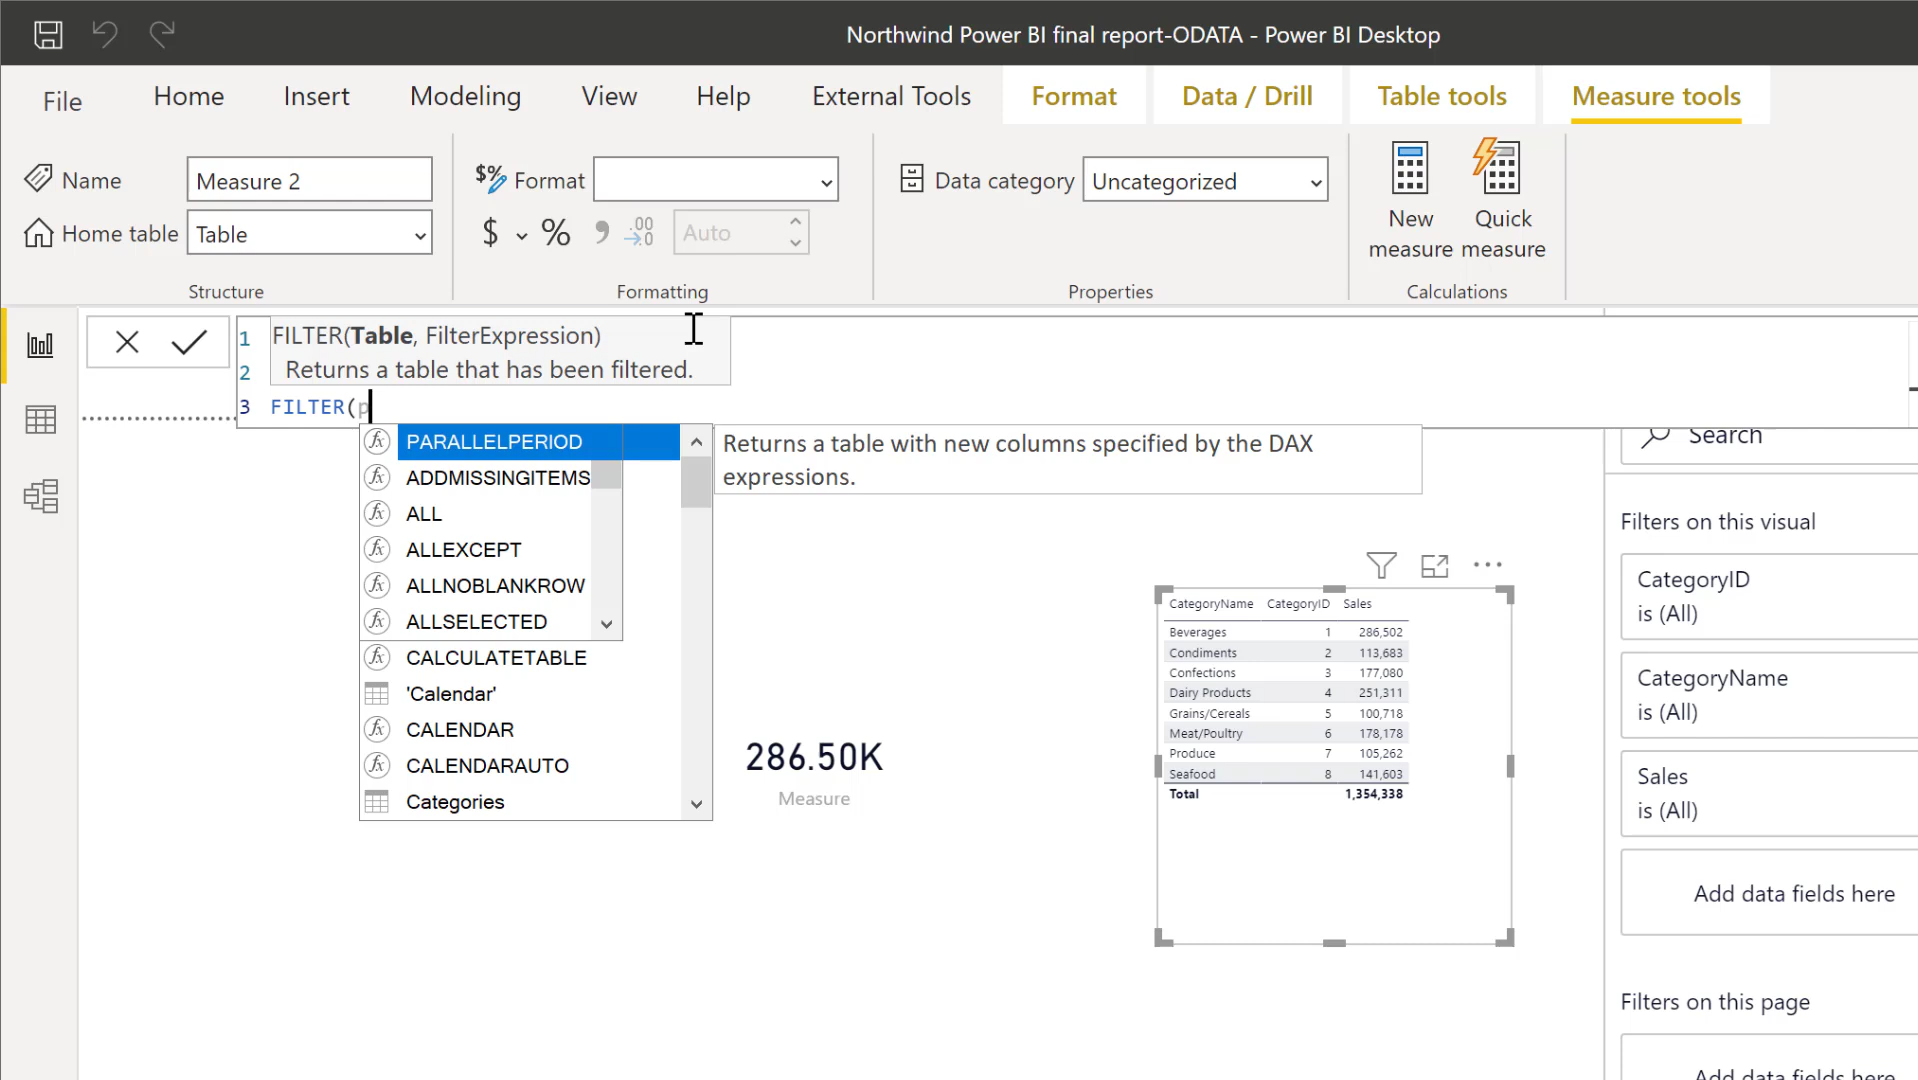 Northwind Power BI final report-ODATA - Power BI Desktop
File Home Insert Modeling View Help External Tools Format Data / Drill Table tools Measure tools
Name Measure 2
Home table Table
Structure
$% Format
$ % , .00 →.0 Auto
Formatting
Data category Uncategorized
Properties
New measure
Quick measure
Calculations
1 FILTER(Table, FilterExpression)
2 Returns a table that has been filtered.
3 FILTER(p
PARALLELPERIOD
ADDMISSINGITEMS
ALL
ALLEXCEPT
ALLNOBLANKROW
ALLSELECTED
CALCULATETABLE
'Calendar'
CALENDAR
CALENDARAUTO
Categories
Returns a table with new columns specified by the DAX
expressions.
286.50K
Measure
CategoryName CategoryID Sales
Beverages 1 286,502
Condiments 2 113,683
Confections 3 177,080
Dairy Products 4 251,311
Grains/Cereals 5 100,718
Meat/Poultry 6 178,178
Produce 7 105,262
Seafood 8 141,603
Total 1,354,338
Search
Filters on this visual
CategoryID
is (All)
CategoryName
is (All)
Sales
is (All)
Add data fields here
Filters on this page
Add data fields here